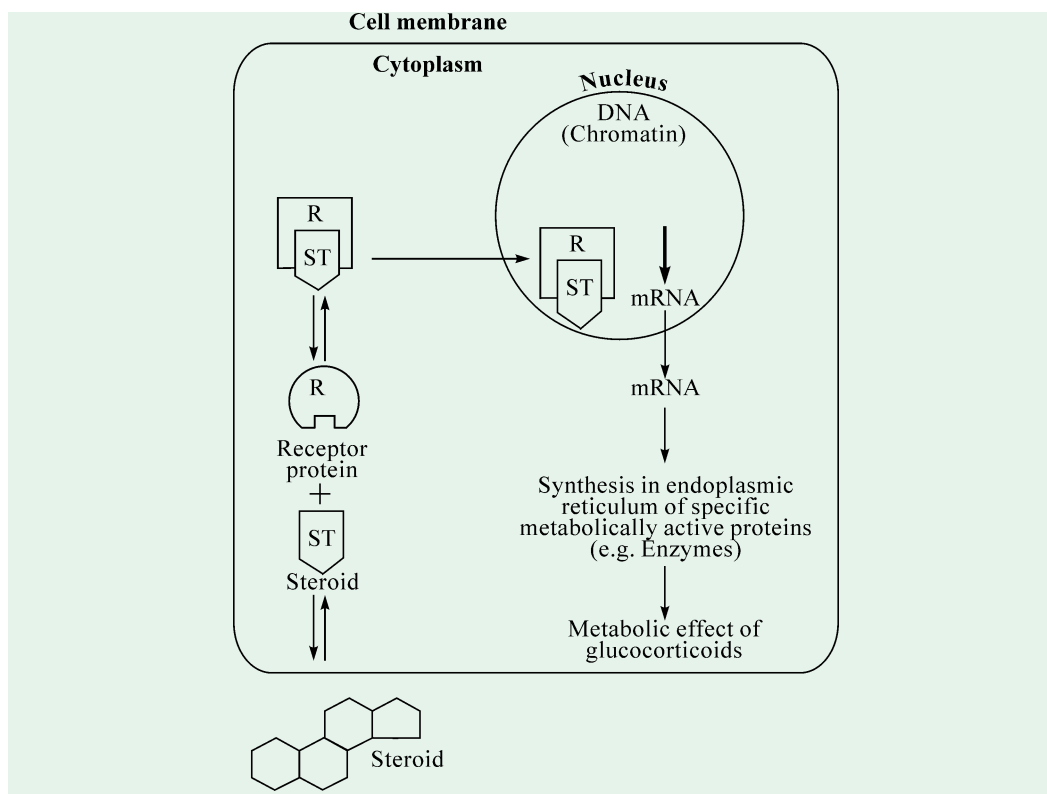 Cell membrane
Cytoplasm
Nucleus
DNA
(Chromatin)
R
ST
R
ST
mRNA
R
mRNA
Receptor
protein
+
ST
Steroid
Synthesis in endoplasmic
reticulum of specific
metabolically active proteins
(e.g. Enzymes)
Metabolic effect of
glucocorticoids
Steroid